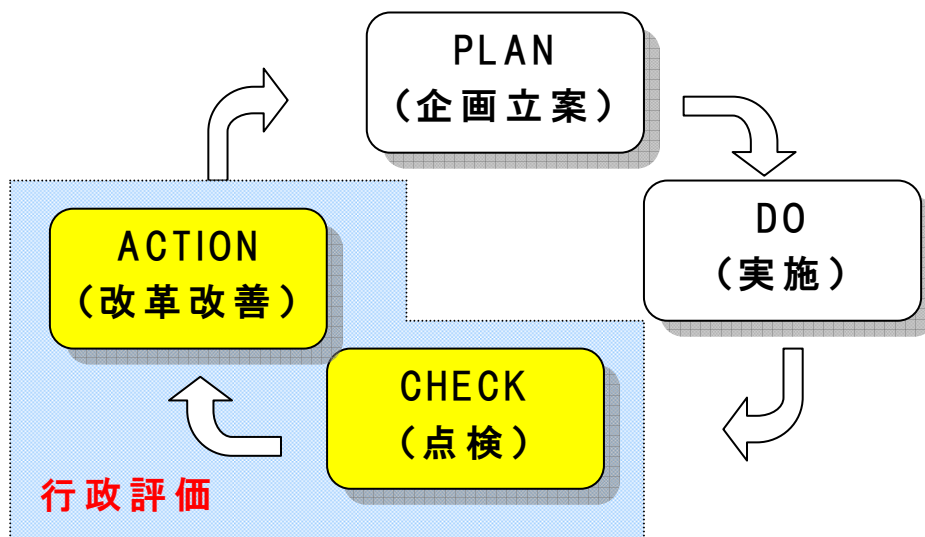 PLAN
（企画立案）
DO
（実施）
CHECK
（点検）
ACTION
（改革改善）
行政評価